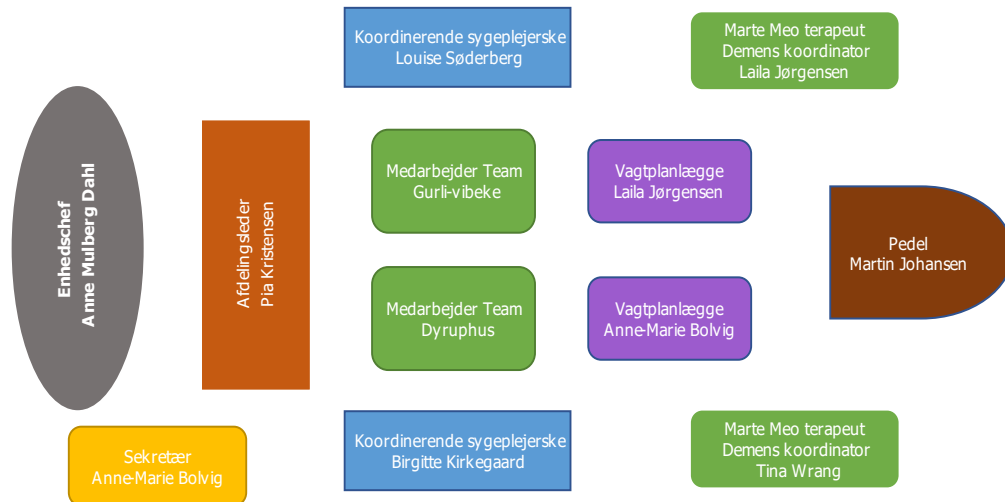 Enhedschef
Anne Mulberg Dahl
Afdelingsleder
Pia Kristensen
Sekretær
Anne-Marie Bolvig
Koordinerende sygeplejerske
Louise Søderberg
Medarbejder Team
Gurli-vibeke
Medarbejder Team
Dyruphus
Koordinerende sygeplejerske
Birgitte Kirkegaard
Marte Meo terapeut
Demens koordinator
Laila Jørgensen
Vagtplanlægge
Laila Jørgensen
Vagtplanlægge
Anne-Marie Bolvig
Marte Meo terapeut
Demens koordinator
Tina Wrang
Pedel
Martin Johansen